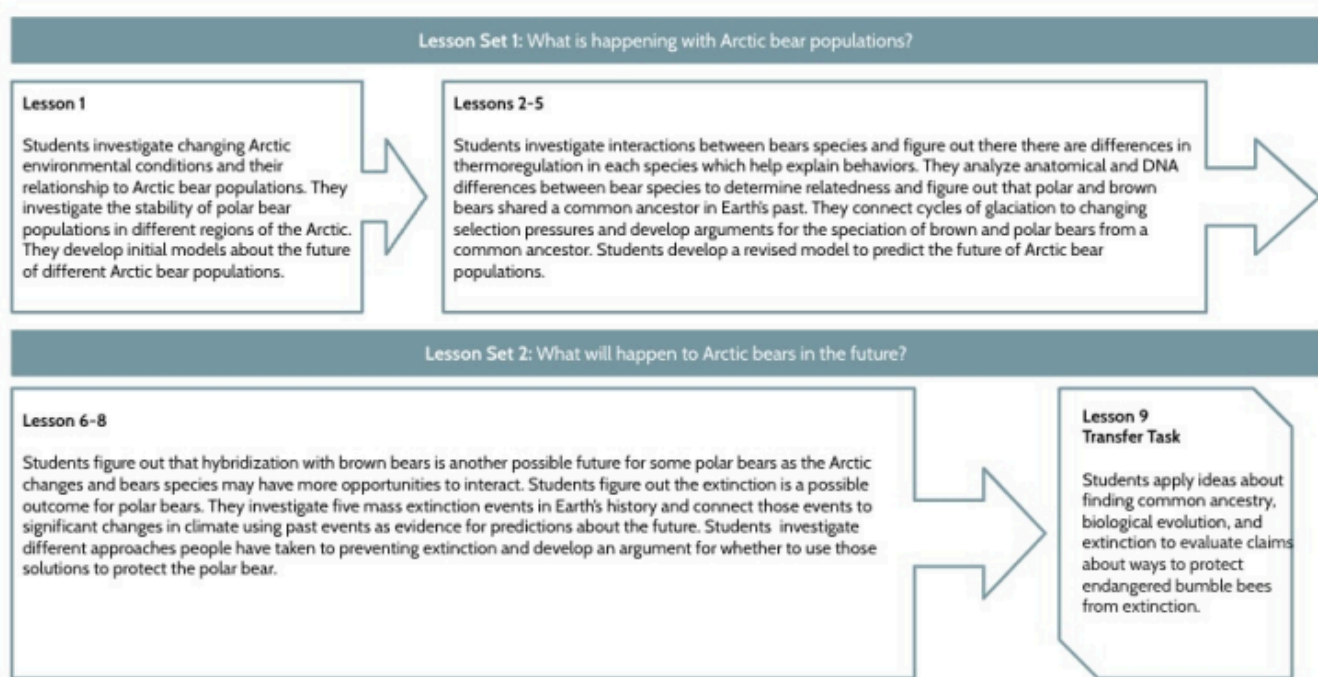 Lesson Set 1: What is happening with Arctic bear populations?
Lesson 1
Students investigate changing Arctic
environmental conditions and their
relationship to Arctic bear populations. They
investigate the stability of polar bear
populations in different regions of the Arctic.
They develop initial models about the future
of different Arctic bear populations.
Lessons 2-5
Students investigate interactions between bears species and figure out there there are differences in
thermoregulation in each species which help explain behaviors. They analyze anatomical and DNA
differences between bear species to determine relatedness and figure out that polar and brown
bears shared a common ancestor in Earth's past. They connect cycles of glaciation to changing
selection pressures and develop arguments for the speciation of brown and polar bears from a
common ancestor. Students develop a revised model to predict the future of Arctic bear
populations.
Lesson Set 2: What will happen to Arctic bears in the future?
Lesson 6-8
Students figure out that hybridization with brown bears is another possible future for some polar bears as the Arctic
changes and bears species may have more opportunities to interact. Students figure out the extinction is a possible
outcome for polar bears. They investigate five mass extinction events in Earth's history and connect those events to
significant changes in climate using past events as evidence for predictions about the future. Students investigate
different approaches people have taken to preventing extinction and develop an argument for whether to use those
solutions to protect the polar bear.
Lesson 9
Transfer Task
Students apply ideas about
finding common ancestry,
biological evolution, and
extinction to evaluate claims
about ways to protect
endangered bumble bees
from extinction.